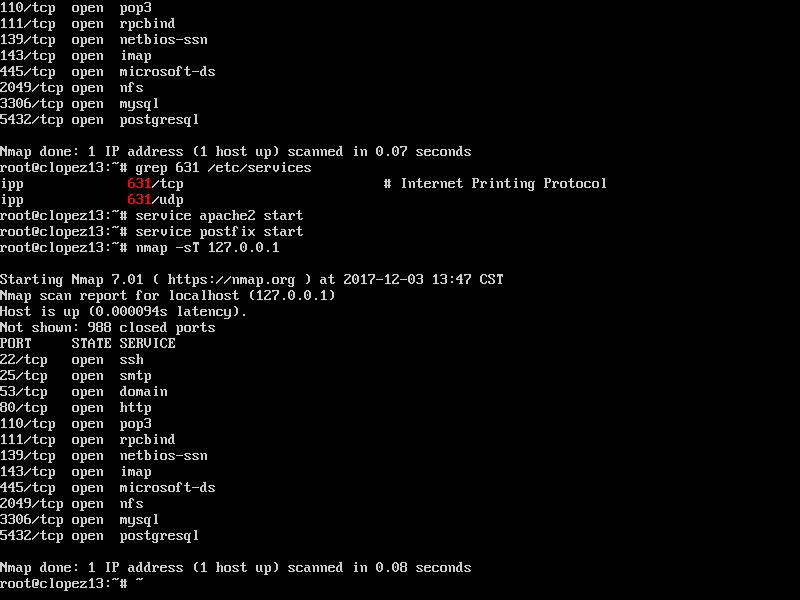 110/tcp  open  pop3
111/tcp  open  rpcbind
139/tcp  open  netbios-ssn
143/tcp  open  imap
445/tcp  open  microsoft-ds
2049/tcp open  nfs
3306/tcp open  mysql
5432/tcp open  postgresql

Nmap done: 1 IP address (1 host up) scanned in 0.07 seconds
root@clopez13:~# grep 631 /etc/services
ipp             631/tcp                         # Internet Printing Protocol
ipp             631/udp
root@clopez13:~# service apache2 start
root@clopez13:~# service postfix start
root@clopez13:~# nmap -sT 127.0.0.1

Starting Nmap 7.01 ( https://nmap.org ) at 2017-12-03 13:47 CST
Nmap scan report for localhost (127.0.0.1)
Host is up (0.000094s latency).
Not shown: 988 closed ports
PORT     STATE SERVICE
22/tcp   open  ssh
25/tcp   open  smtp
53/tcp   open  domain
80/tcp   open  http
110/tcp  open  pop3
111/tcp  open  rpcbind
139/tcp  open  netbios-ssn
143/tcp  open  imap
445/tcp  open  microsoft-ds
2049/tcp open  nfs
3306/tcp open  mysql
5432/tcp open  postgresql

Nmap done: 1 IP address (1 host up) scanned in 0.08 seconds
root@clopez13:~# ~